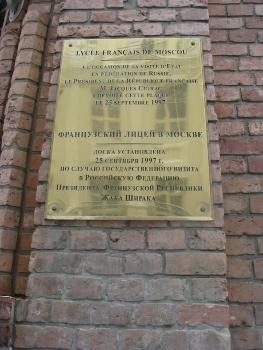 LYCÉE FRANÇAIS DE MOSCOU
A L'OCCASION DE SA VISITE D'ÉTAT
EN FÉDÉRATION DE RUSSIE,
LE PRÉSIDENT DE LA RÉPUBLIQUE FRANÇAISE
M. JACQUES CHIRAC
A DÉVOILÉ CETTE PLAQUE
LE 25 SEPTEMBRE 1997
ФРАНЦУЗСКИЙ ЛИЦЕЙ В МОСКВЕ
ДОСКА УСТАНОВЛЕНА
25 СЕНТЯБРЯ 1997 Г.
ПО СЛУЧАЮ ГОСУДАРСТВЕННОГО ВИЗИТА
В РОССИЙСКУЮ ФЕДЕРАЦИЮ
ПРЕЗИДЕНТА ФРАНЦУЗСКОЙ РЕСПУБЛИКИ
ЖАКА ШИРАКА